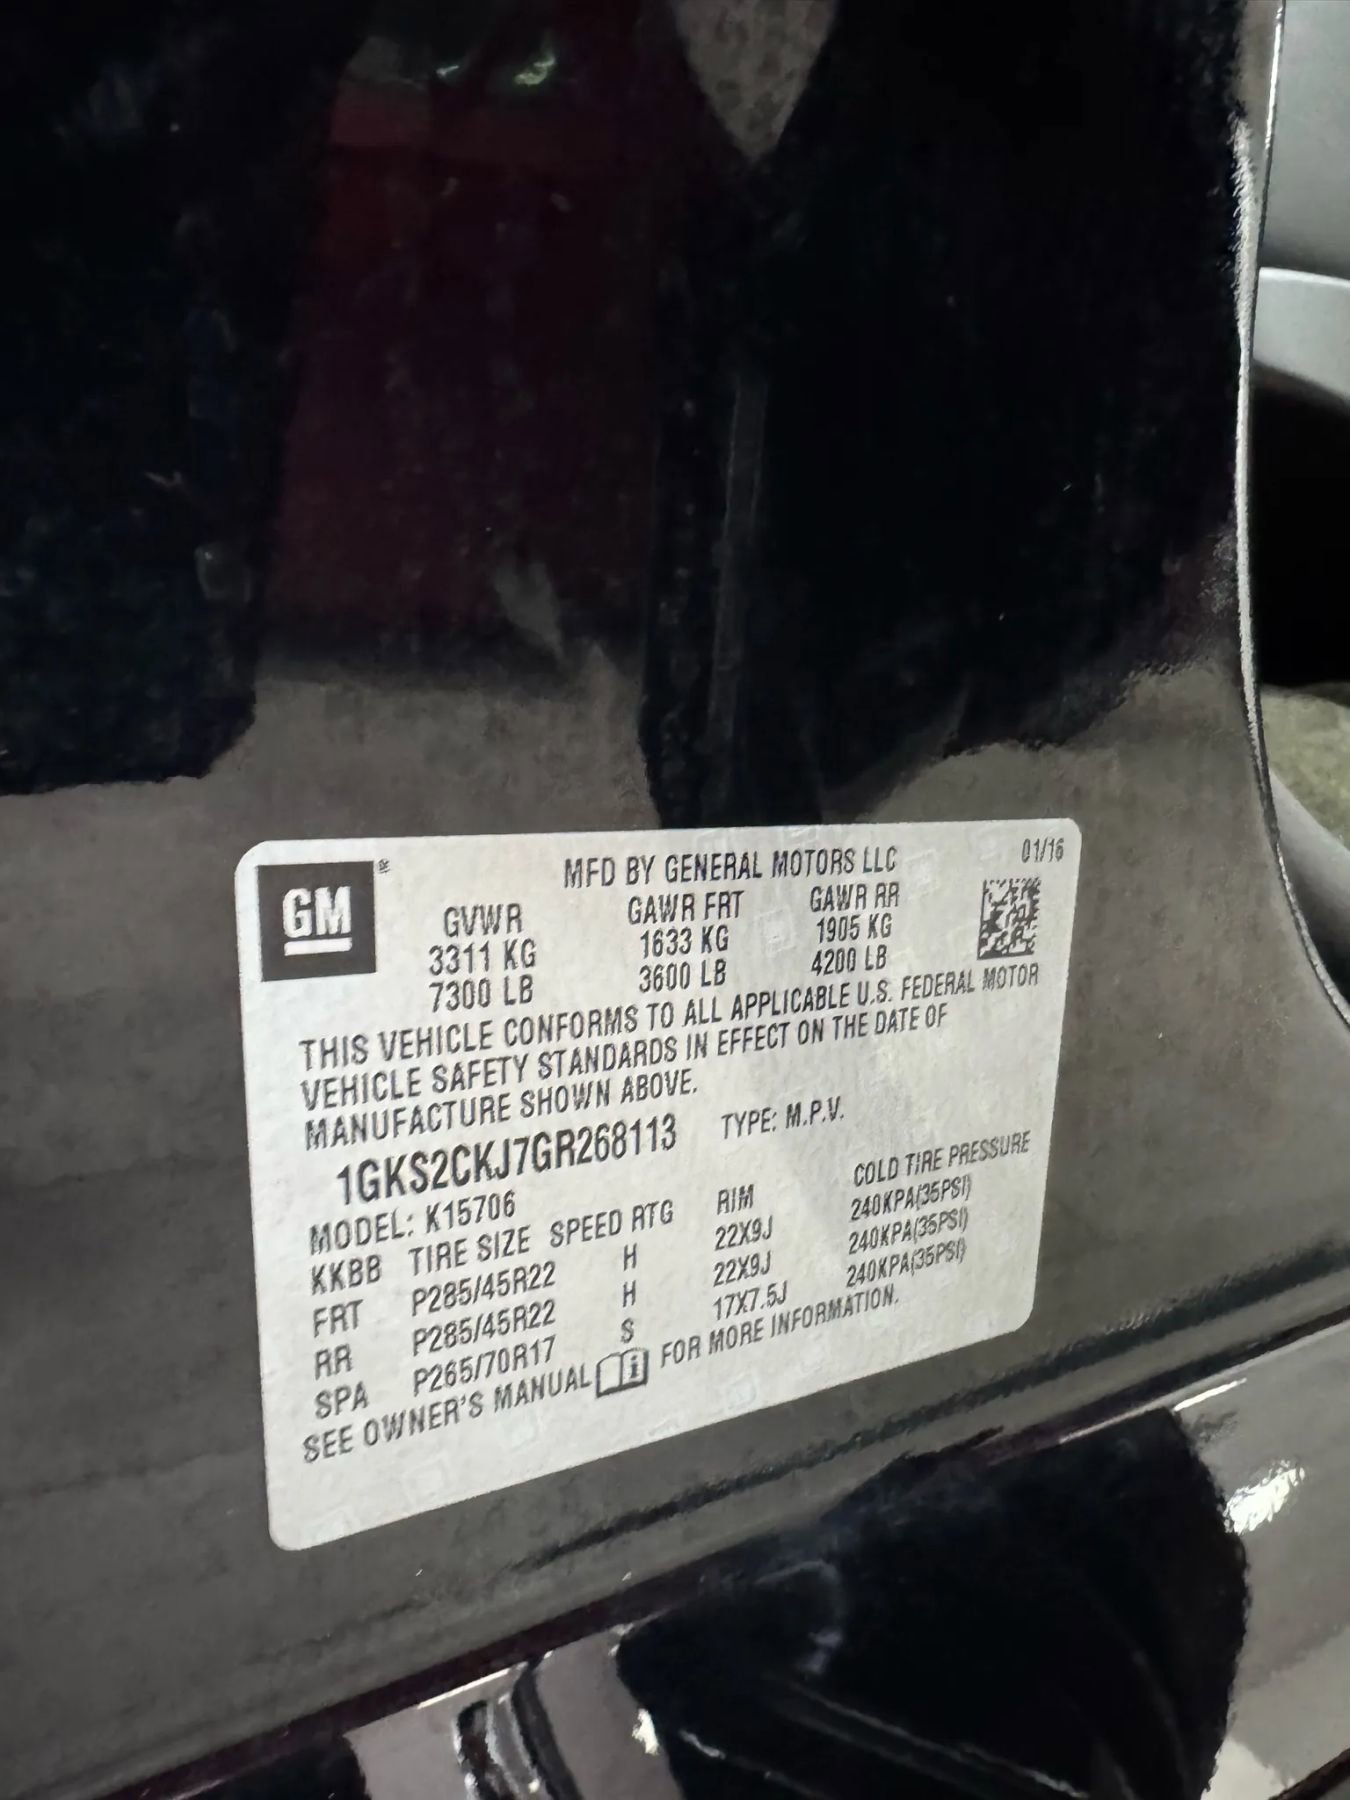 GM®
MFD BY GENERAL MOTORS LLC
01/16
GVWR GAWR FRT GAWR RR
3311 KG 1633 KG 1905 KG
7300 LB 3600 LB 4200 LB
THIS VEHICLE CONFORMS TO ALL APPLICABLE U.S. FEDERAL MOTOR
VEHICLE SAFETY STANDARDS IN EFFECT ON THE DATE OF
MANUFACTURE SHOWN ABOVE.
1GKS2CKJ7GR268113 TYPE: M.P.V.
MODEL: K15706
KKBB TIRE SIZE SPEED RTG RIM COLD TIRE PRESSURE
FRT P285/45R22 H 22X9J 240KPA(35PSI)
RR P285/45R22 H 22X9J 240KPA(35PSI)
SPA P265/70R17 S 17X7.5J 240KPA(35PSI)
SEE OWNER'S MANUAL FOR MORE INFORMATION.